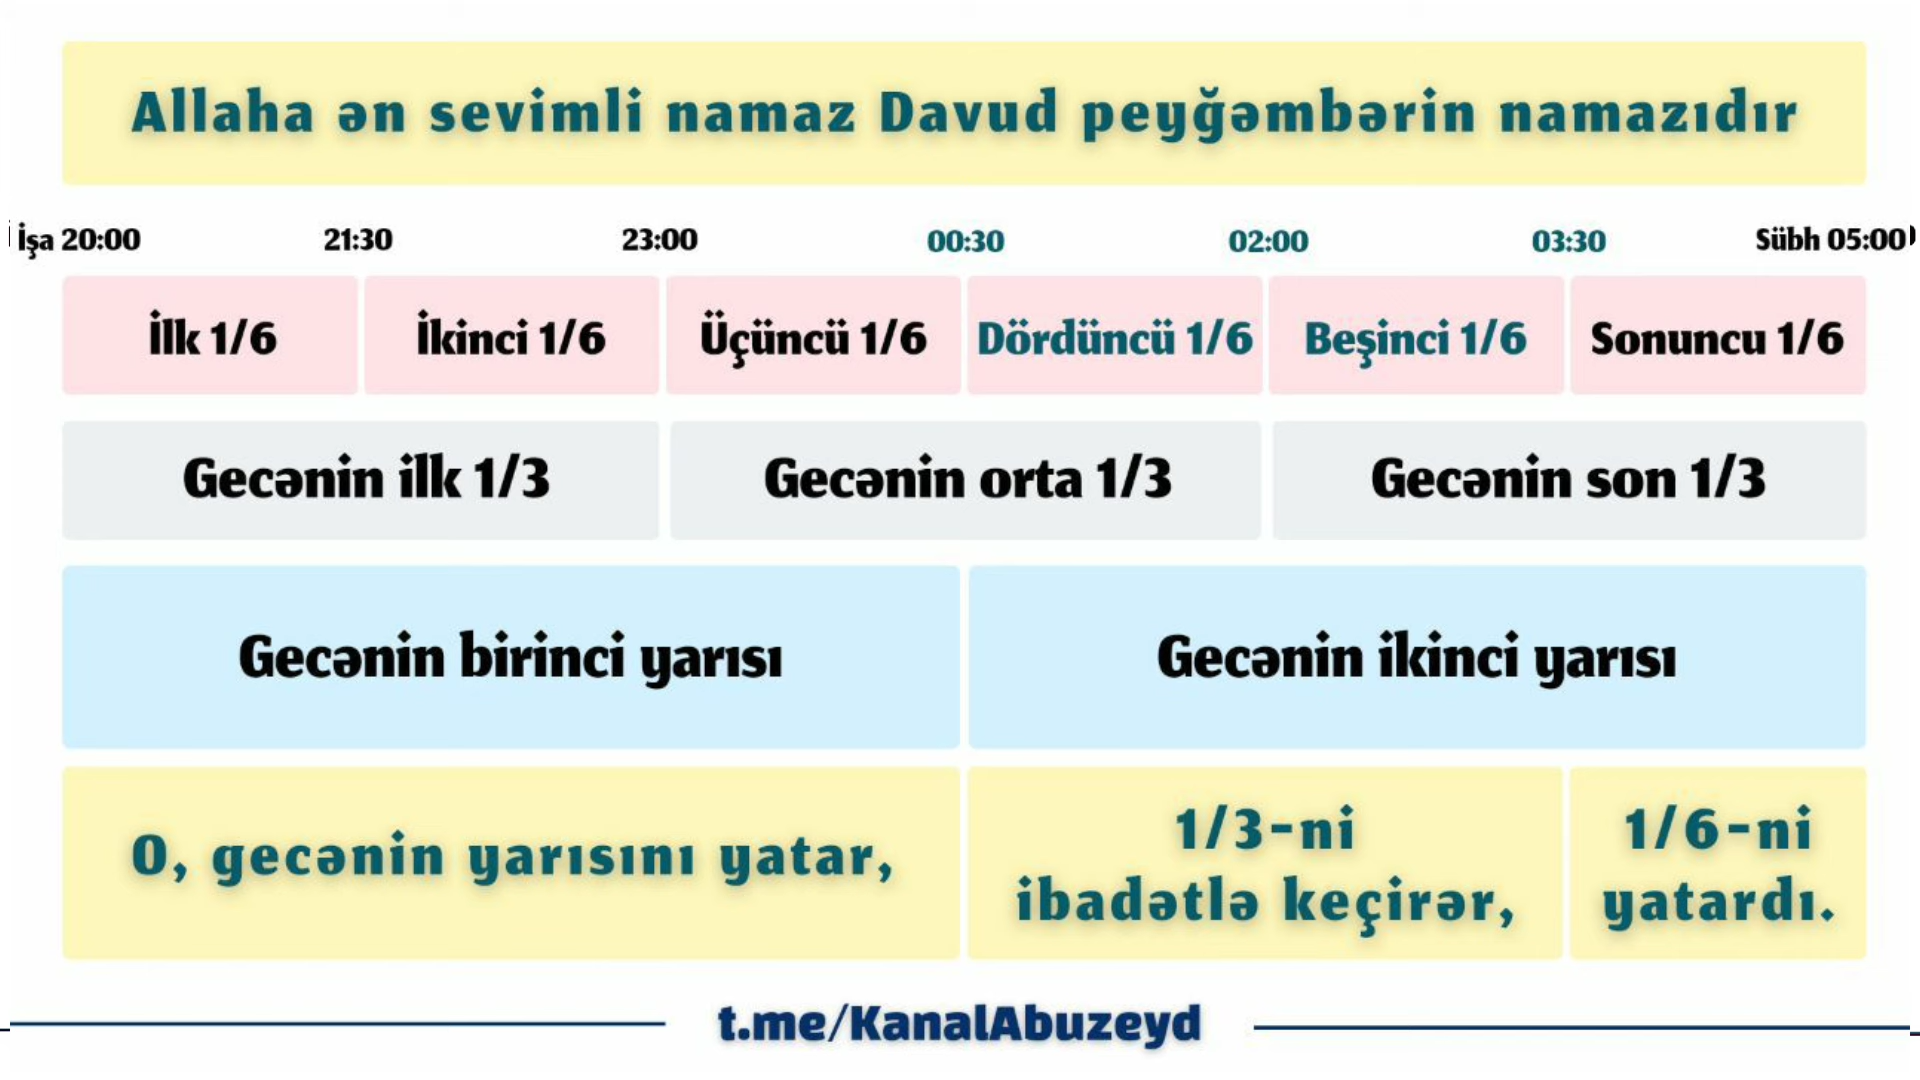 Allaha ən sevimli namaz Davud peyğəmbərin namazıdır
İşa 20:00 21:30 23:00 00:30 02:00 03:30 Sübh 05:00
İlk 1/6 İkinci 1/6 Üçüncü 1/6 Dördüncü 1/6 Beşinci 1/6 Sonuncu 1/6
Gecənin ilk 1/3 Gecənin orta 1/3 Gecənin son 1/3
Gecənin birinci yarısı Gecənin ikinci yarısı
O, gecənin yarısını yatar,
1/3-ni
ibadətlə keçirər,
1/6-ni
yatardı.
t.me/KanalAbuzeyd